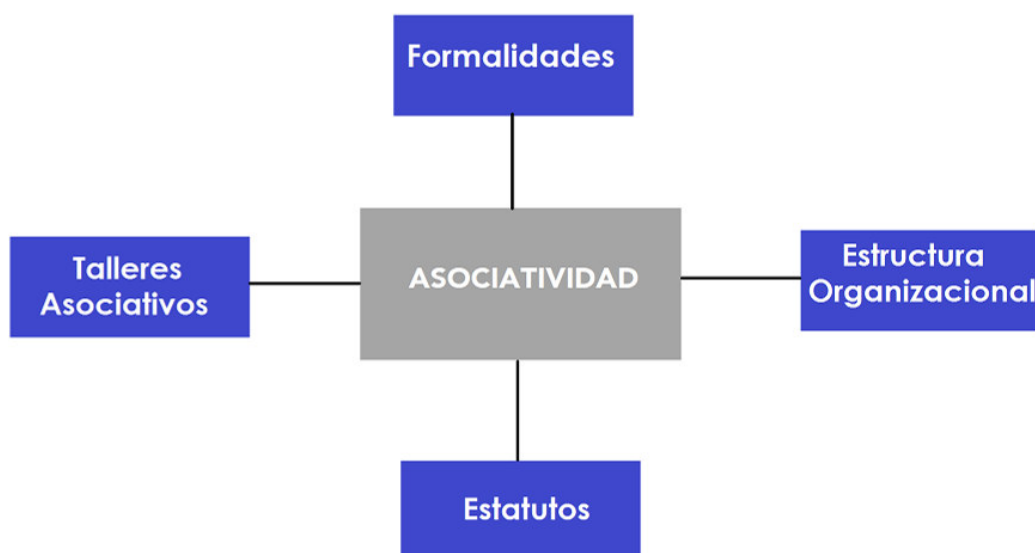 Formalidades
Talleres
Asociativos
ASOCIATIVIDAD
Estructura
Organizacional
Estatutos